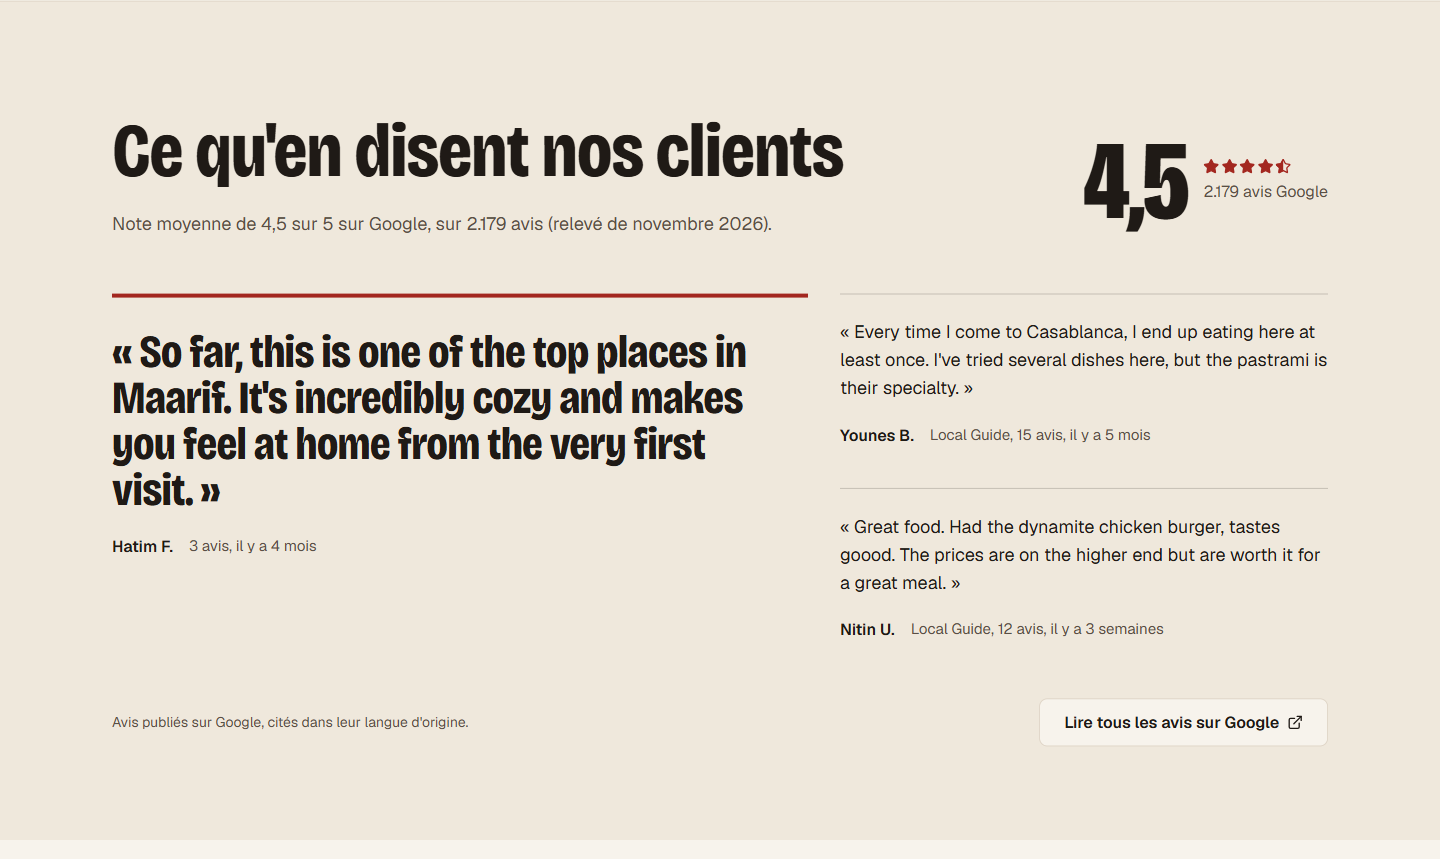 Ce qu'en disent nos clients
Note moyenne de 4,5 sur 5 sur Google, sur 2.179 avis (relevé de novembre 2026).
4,5
2.179 avis Google
« So far, this is one of the top places in
Maarif. It's incredibly cozy and makes
you feel at home from the very first
visit. »
Hatim F. 3 avis, il y a 4 mois
« Every time I come to Casablanca, I end up eating here at
least once. I've tried several dishes here, but the pastrami is
their specialty. »
Younes B. Local Guide, 15 avis, il y a 5 mois
« Great food. Had the dynamite chicken burger, tastes
goood. The prices are on the higher end but are worth it for
a great meal. »
Nitin U. Local Guide, 12 avis, il y a 3 semaines
Avis publiés sur Google, cités dans leur langue d'origine.
Lire tous les avis sur Google